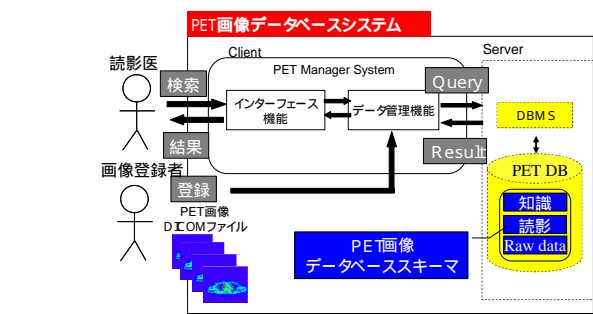 PET画像データベースシステム
Client
Server
読影医
PET Manager System
検索
Query
インターフェース
機能
データ管理機能
DBMS
結果
Result
画像登録者
PET DB
登録
知識
PET画像
DICOMファイル
読影
PET画像
データベーススキーマ
Raw data